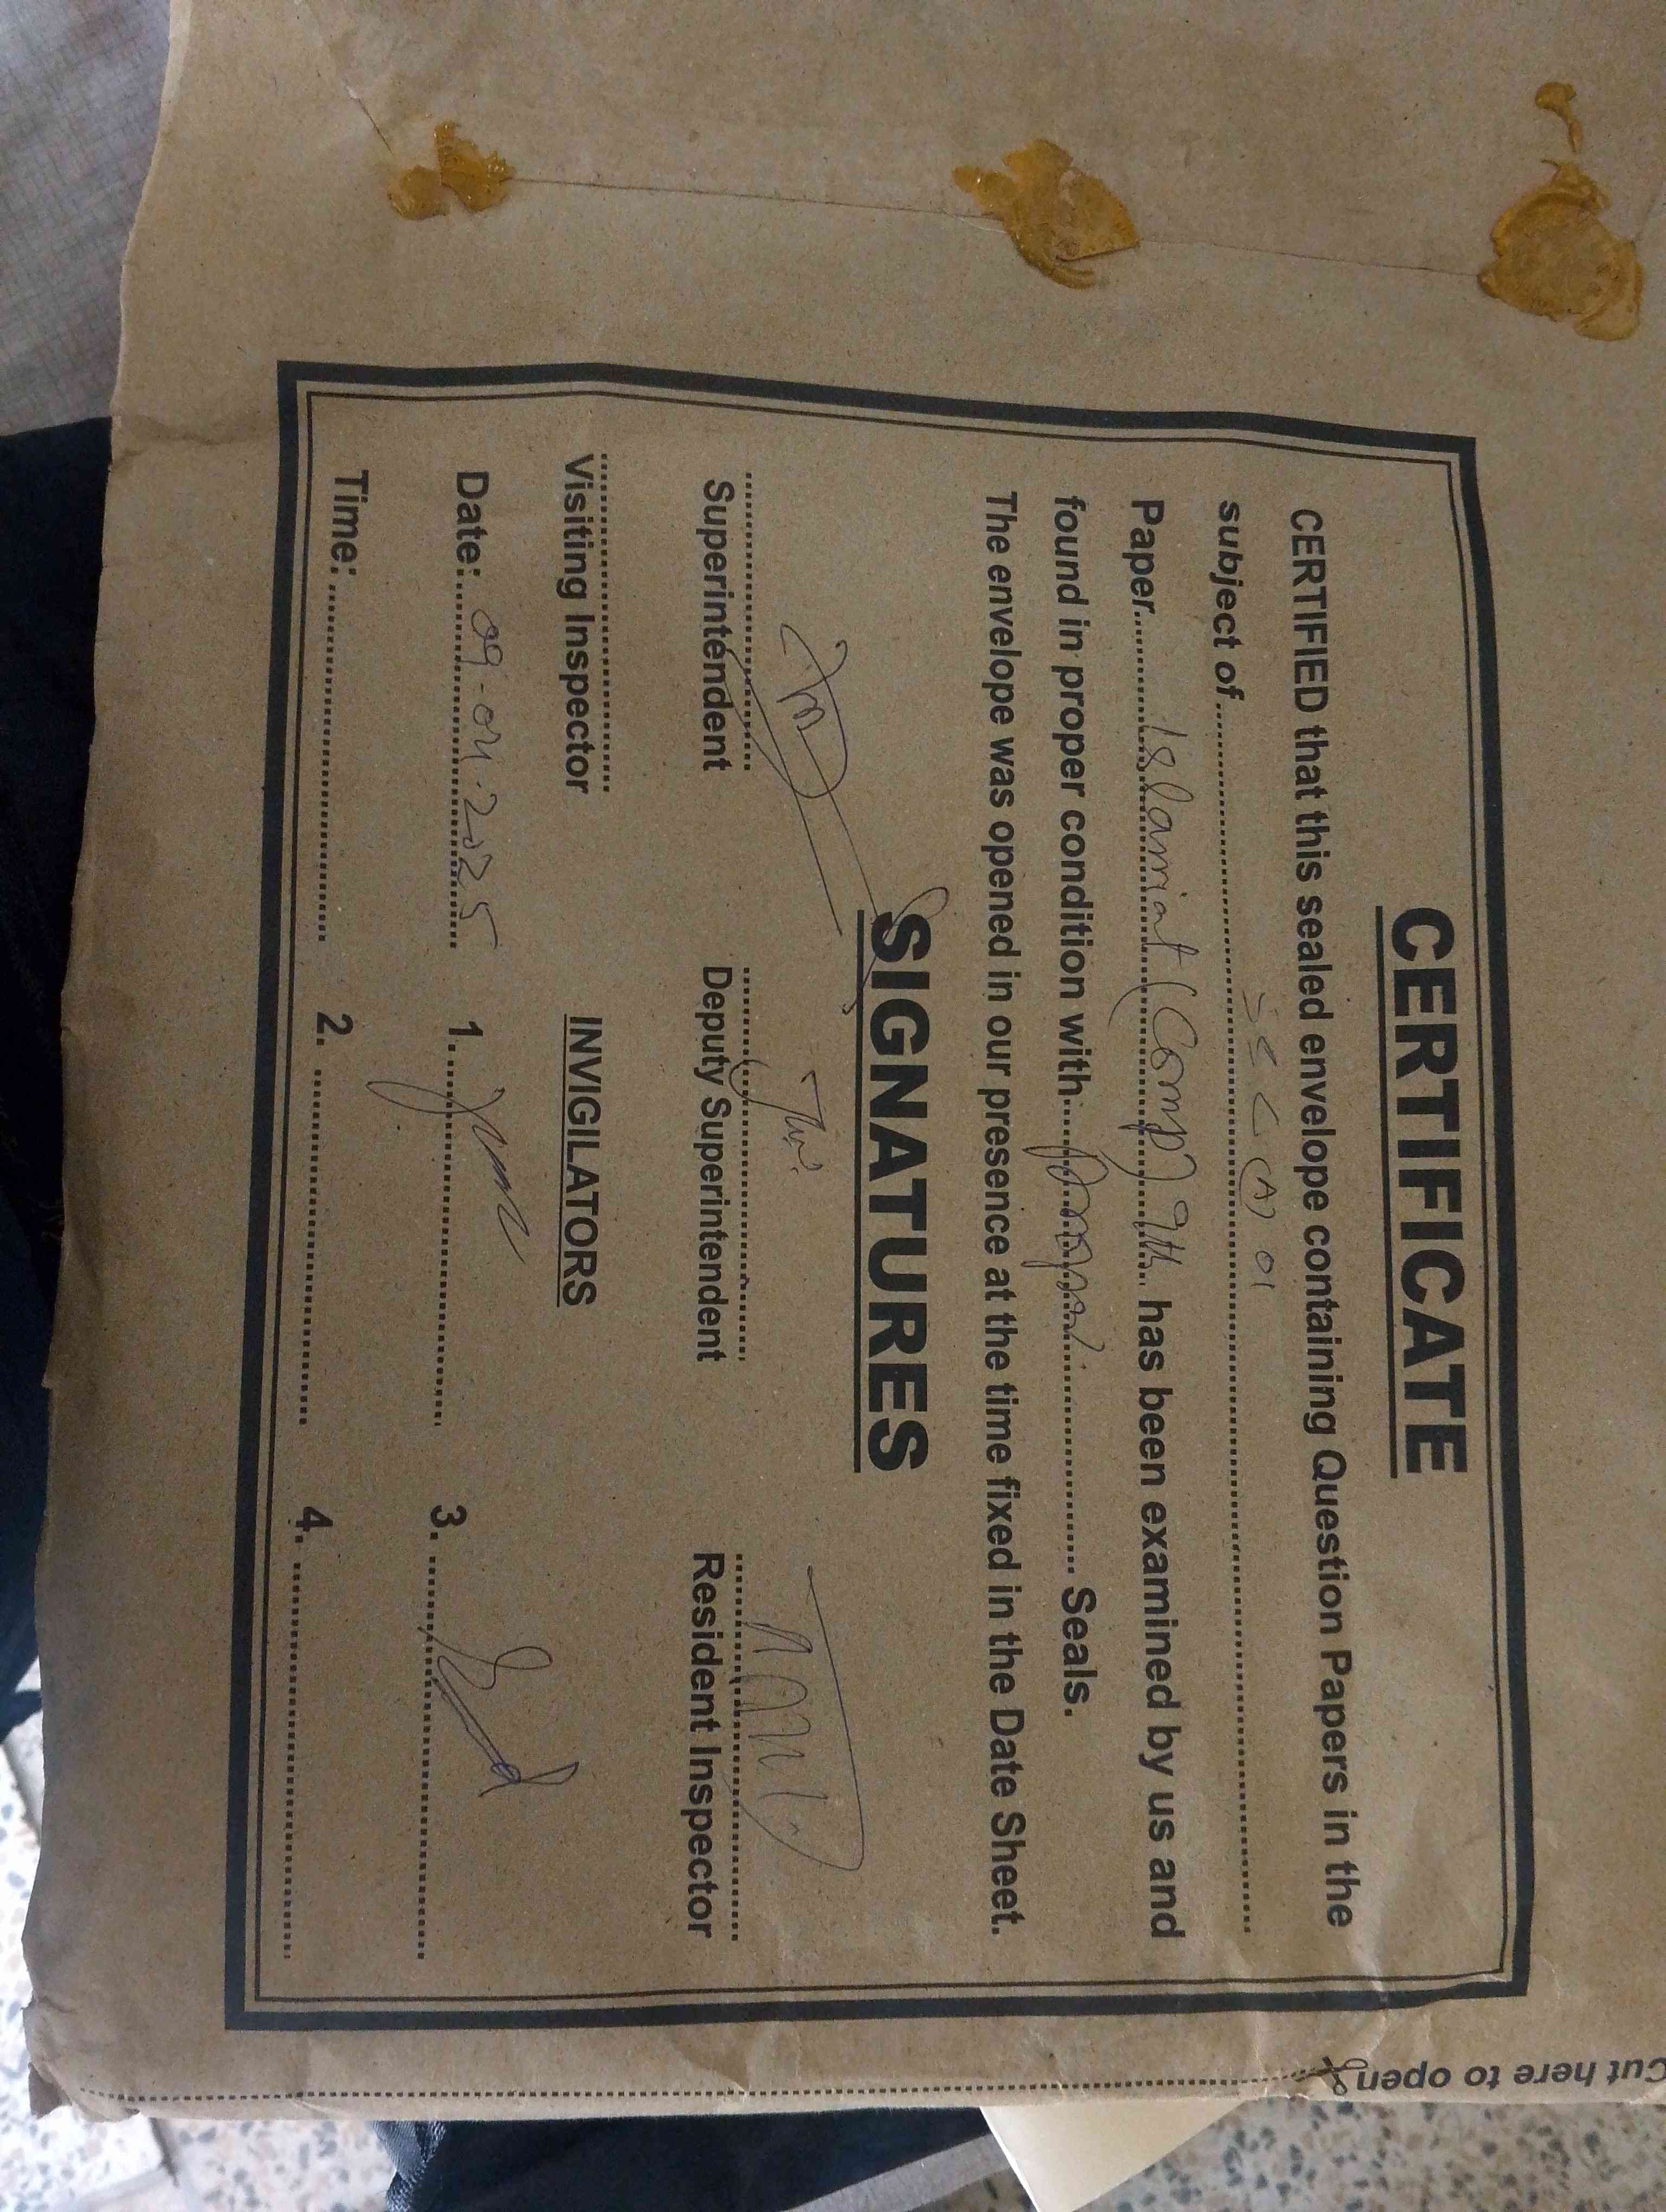 CERTIFICATE
CERTIFIED that this sealed envelope containing Question Papers in the
subject of SSC (A) 01
Paper Islamiat (Comp) 9th has been examined by us and
found in proper condition with Proper Seals.
The envelope was opened in our presence at the time fixed in the Date Sheet.
SIGNATURES
Superintendent Deputy Superintendent Resident Inspector
Visiting Inspector INVIGILATORS
Date: 09-04-2025 1. 3.
Time: 2. 4.
Cut here to open